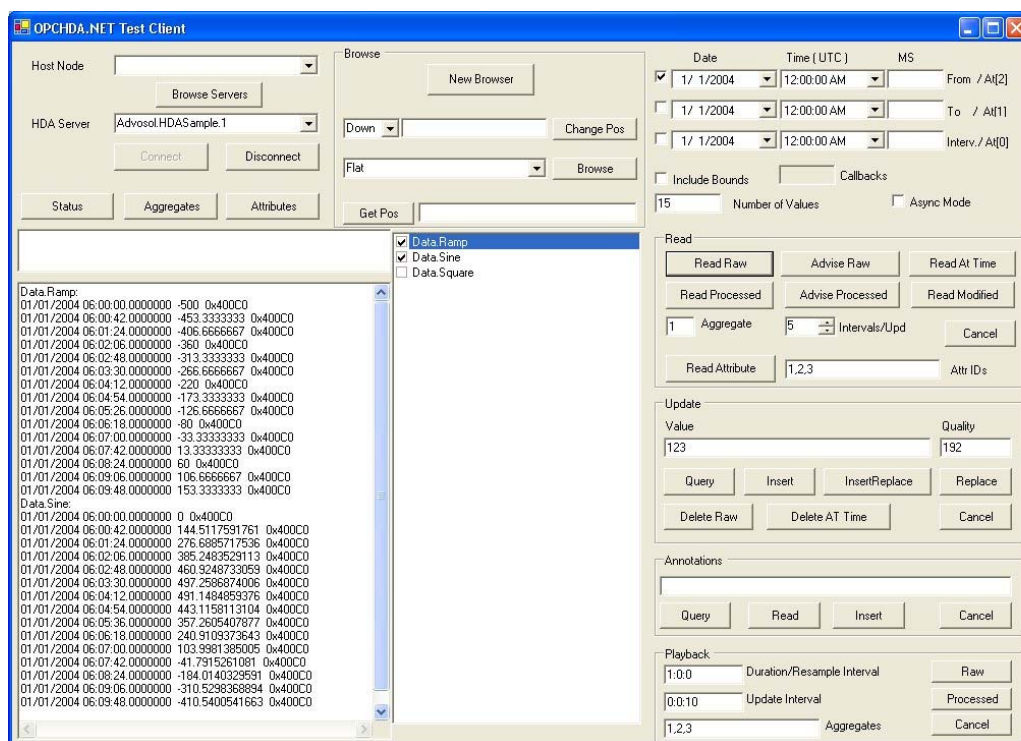 OPCHDA.NET Test Client
Host Node
Browse Servers
HDA Server
Advosol.HDASample.1
Connect
Disconnect
Status
Aggregates
Attributes
Browse
New Browser
Down
Change Pos
Flat
Browse
Get Pos
Date
Time ( UTC )
MS
1/ 1/2004
12:00:00 AM
From / At[2]
1/ 1/2004
12:00:00 AM
To / At[1]
1/ 1/2004
12:00:00 AM
Interv./ At[0]
Include Bounds
Callbacks
15
Number of Values
Async Mode
Data.Ramp:
01/01/2004 06:00:00.0000000 -500 0x400C0
01/01/2004 06:00:42.0000000 -453.3333333 0x400C0
01/01/2004 06:01:24.0000000 -406.6666667 0x400C0
01/01/2004 06:02:06.0000000 -360 0x400C0
01/01/2004 06:02:48.0000000 -313.3333333 0x400C0
01/01/2004 06:03:30.0000000 -266.6666667 0x400C0
01/01/2004 06:04:12.0000000 -220 0x400C0
01/01/2004 06:04:54.0000000 -173.3333333 0x400C0
01/01/2004 06:05:26.0000000 -126.6666667 0x400C0
01/01/2004 06:06:18.0000000 -80 0x400C0
01/01/2004 06:07:00.0000000 -33.33333333 0x400C0
01/01/2004 06:07:42.0000000 13.33333333 0x400C0
01/01/2004 06:08:24.0000000 60 0x400C0
01/01/2004 06:09:06.0000000 106.6666667 0x400C0
01/01/2004 06:09:48.0000000 153.3333333 0x400C0
Data.Sine:
01/01/2004 06:00:00.0000000 0 0x400C0
01/01/2004 06:00:42.0000000 144.5117591761 0x400C0
01/01/2004 06:01:24.0000000 276.6885717536 0x400C0
01/01/2004 06:02:06.0000000 385.2483529113 0x400C0
01/01/2004 06:02:48.0000000 460.9248733059 0x400C0
01/01/2004 06:03:30.0000000 497.2586874006 0x400C0
01/01/2004 06:04:12.0000000 491.1484859376 0x400C0
01/01/2004 06:04:54.0000000 443.1158113104 0x400C0
01/01/2004 06:05:36.0000000 357.2605407877 0x400C0
01/01/2004 06:06:18.0000000 240.9109373643 0x400C0
01/01/2004 06:07:00.0000000 103.9981385005 0x400C0
01/01/2004 06:07:42.0000000 -41.7915261081 0x400C0
01/01/2004 06:08:24.0000000 -184.0140329591 0x400C0
01/01/2004 06:09:06.0000000 -310.5298368894 0x400C0
01/01/2004 06:09:48.0000000 -410.5400541663 0x400C0
Data.Ramp
Data.Sine
Data.Square
Read
Read Raw
Advise Raw
Read At Time
Read Processed
Advise Processed
Read Modified
1
Aggregate
5
Intervals/Upd
Cancel
Read Attribute
1,2,3
Attr IDs
Update
Value
Quality
123
192
Query
Insert
InsertReplace
Replace
Delete Raw
Delete AT Time
Cancel
Annotations
Query
Read
Insert
Cancel
Playback
1:0:0
Duration/Resample Interval
Raw
0:0:10
Update Interval
Processed
1,2,3
Aggregates
Cancel